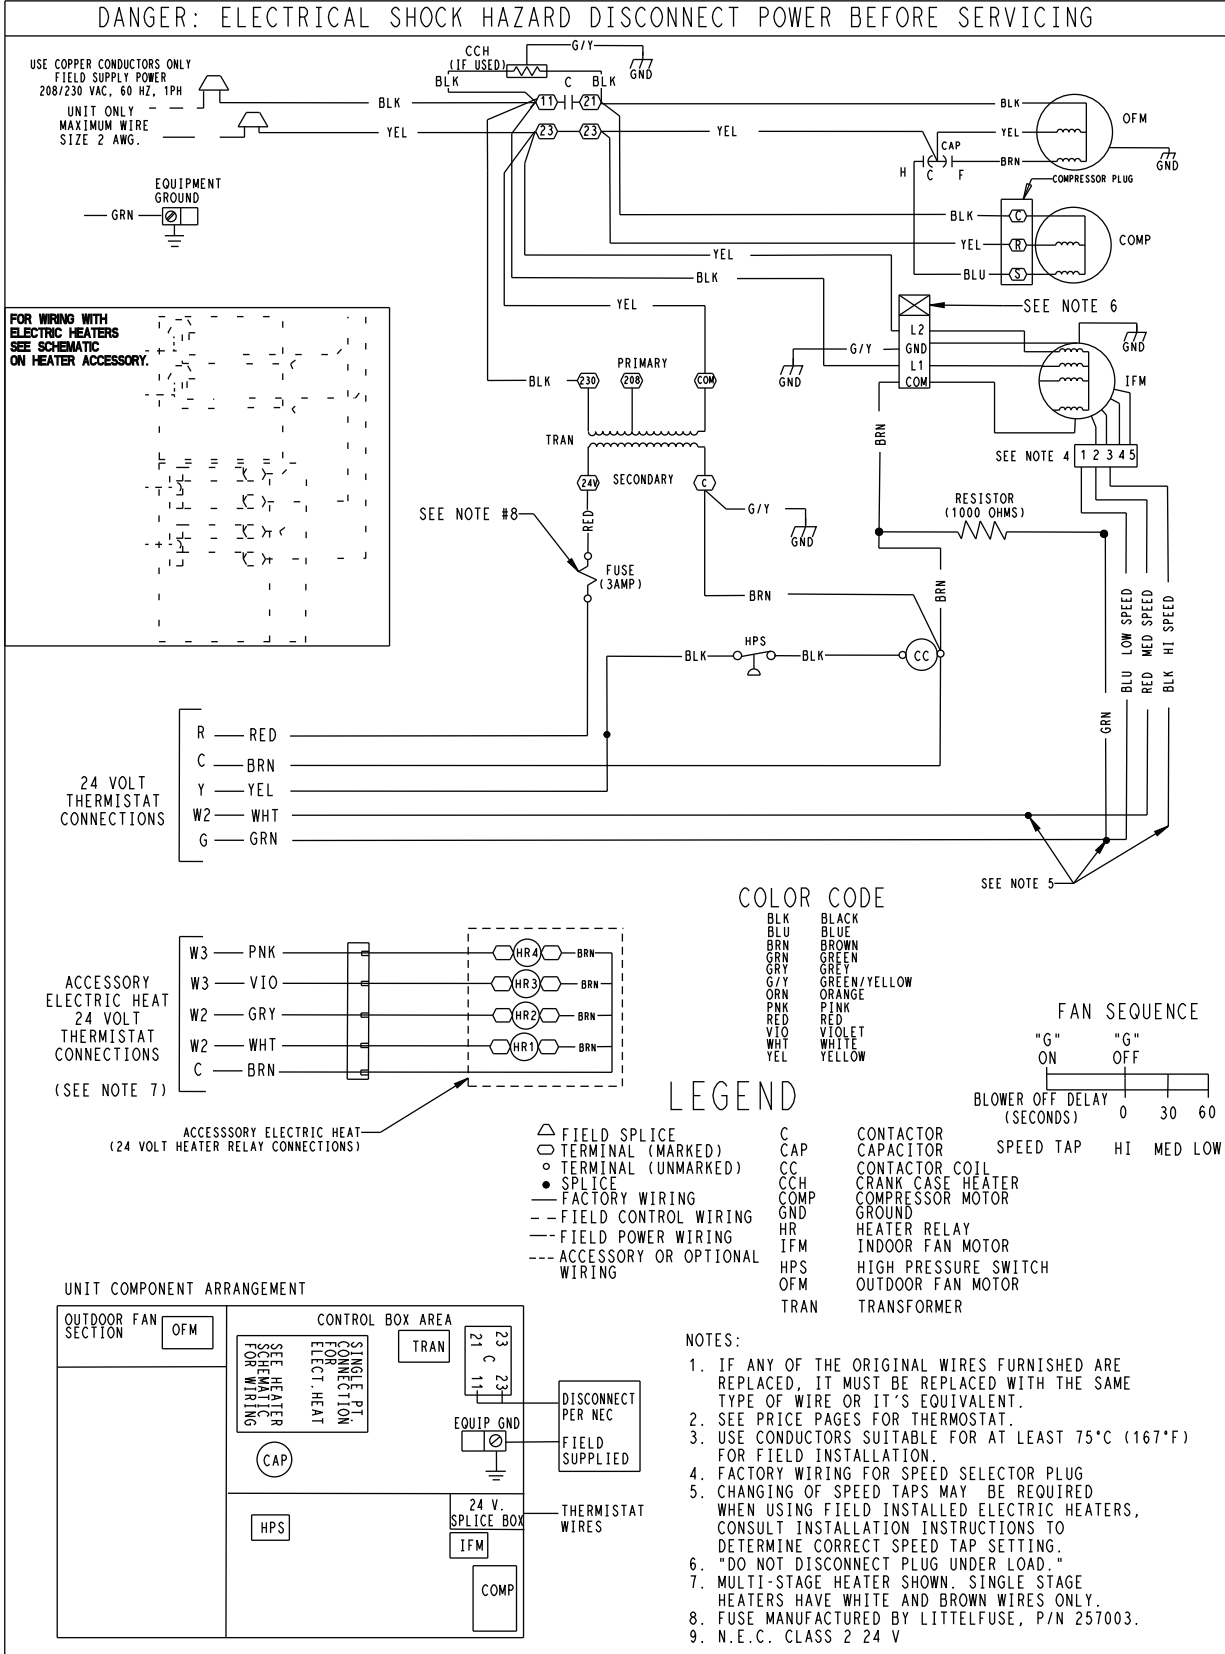 DANGER: ELECTRICAL SHOCK HAZARD DISCONNECT POWER BEFORE SERVICING
USE COPPER CONDUCTORS ONLY
FIELD SUPPLY POWER
208/230 VAC, 60 HZ, 1PH
UNIT ONLY
MAXIMUM WIRE
SIZE 2 AWG.
CCH
(IF USED)
G/Y
GND
BLK
C
BLK
BLK
11
21
BLK
OFM
YEL
23
23
YEL
YEL
CAP
BRN
GND
H
C
F
COMPRESSOR PLUG
EQUIPMENT
GROUND
GRN
BLK
C
YEL
R
COMP
BLU
S
YEL
BLK
YEL
SEE NOTE 6
FOR WIRING WITH
ELECTRIC HEATERS
SEE SCHEMATIC
ON HEATER ACCESSORY.
L2
GND
L1
COM
G/Y
GND
GND
IFM
PRIMARY
BLK
230
208
COM
TRAN
BRN
SEE NOTE 4
1 2 3 4 5
24V
SECONDARY
C
RESISTOR
(1000 OHMS)
SEE NOTE #8
RED
G/Y
GND
FUSE
(3AMP)
BRN
BRN
BLU LOW SPEED
RED MED SPEED
BLK HI SPEED
HPS
BLK
BLK
CC
GRN
24 VOLT
THERMISTAT
CONNECTIONS
R RED
C BRN
Y YEL
W2 WHT
G GRN
SEE NOTE 5
ACCESSORY
ELECTRIC HEAT
24 VOLT
THERMISTAT
CONNECTIONS
(SEE NOTE 7)
W3 PNK HR4 BRN
W3 VIO HR3 BRN
W2 GRY HR2 BRN
W2 WHT HR1 BRN
C BRN
ACCESSSORY ELECTRIC HEAT
(24 VOLT HEATER RELAY CONNECTIONS)
COLOR CODE
BLK BLACK
BLU BLUE
BRN BROWN
GRN GREEN
GRY GREY
G/Y GREEN/YELLOW
ORN ORANGE
PNK PINK
RED RED
VIO VIOLET
WHT WHITE
YEL YELLOW
FAN SEQUENCE
"G" "G"
ON OFF
BLOWER OFF DELAY
(SECONDS) 0 30 60
SPEED TAP HI MED LOW
LEGEND
FIELD SPLICE
TERMINAL (MARKED)
TERMINAL (UNMARKED)
SPLICE
FACTORY WIRING
FIELD CONTROL WIRING
FIELD POWER WIRING
ACCESSORY OR OPTIONAL
WIRING
C CONTACTOR
CAP CAPACITOR
CC CONTACTOR COIL
CCH CRANK CASE HEATER
COMP COMPRESSOR MOTOR
GND GROUND
HR HEATER RELAY
IFM INDOOR FAN MOTOR
HPS HIGH PRESSURE SWITCH
OFM OUTDOOR FAN MOTOR
TRAN TRANSFORMER
UNIT COMPONENT ARRANGEMENT
OUTDOOR FAN
SECTION
OFM
CONTROL BOX AREA
SINGLE PT.
CONNECTION
FOR
ELECT.HEAT
SEE HEATER
SCHEMATIC
FOR WIRING
TRAN
23
21
C
23
11
DISCONNECT
PER NEC
EQUIP GND
FIELD
SUPPLIED
CAP
HPS
24 V.
SPLICE BOX
THERMISTAT
WIRES
IFM
COMP
NOTES:
1. IF ANY OF THE ORIGINAL WIRES FURNISHED ARE
REPLACED, IT MUST BE REPLACED WITH THE SAME
TYPE OF WIRE OR IT'S EQUIVALENT.
2. SEE PRICE PAGES FOR THERMOSTAT.
3. USE CONDUCTORS SUITABLE FOR AT LEAST 75°C (167°F)
FOR FIELD INSTALLATION.
4. FACTORY WIRING FOR SPEED SELECTOR PLUG
5. CHANGING OF SPEED TAPS MAY BE REQUIRED
WHEN USING FIELD INSTALLED ELECTRIC HEATERS,
CONSULT INSTALLATION INSTRUCTIONS TO
DETERMINE CORRECT SPEED TAP SETTING.
6. "DO NOT DISCONNECT PLUG UNDER LOAD."
7. MULTI-STAGE HEATER SHOWN. SINGLE STAGE
HEATERS HAVE WHITE AND BROWN WIRES ONLY.
8. FUSE MANUFACTURED BY LITTELFUSE, P/N 257003.
9. N.E.C. CLASS 2 24 V